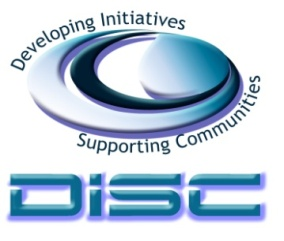 Developing Initiatives
Supporting Communities
DISC